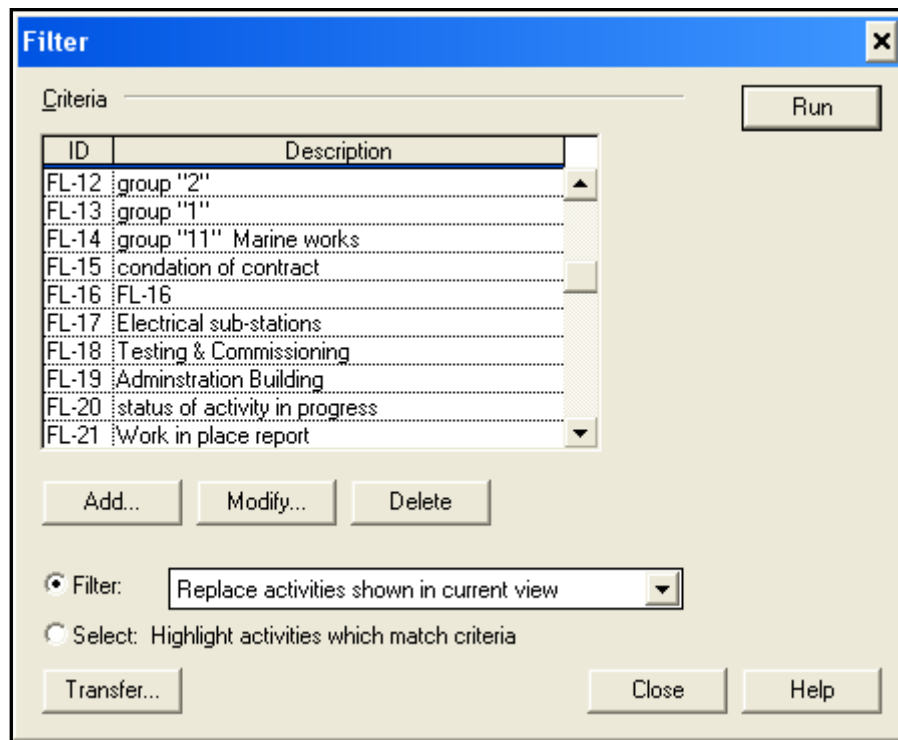 Filter
Criteria
Run
ID Description
FL-12 group "2"
FL-13 group "1"
FL-14 group "11" Marine works
FL-15 condation of contract
FL-16 FL-16
FL-17 Electrical sub-stations
FL-18 Testing & Commissioning
FL-19 Adminstration Building
FL-20 status of activity in progress
FL-21 Work in place report
Add... Modify... Delete
Filter: Replace activities shown in current view
Select: Highlight activities which match criteria
Transfer... Close Help